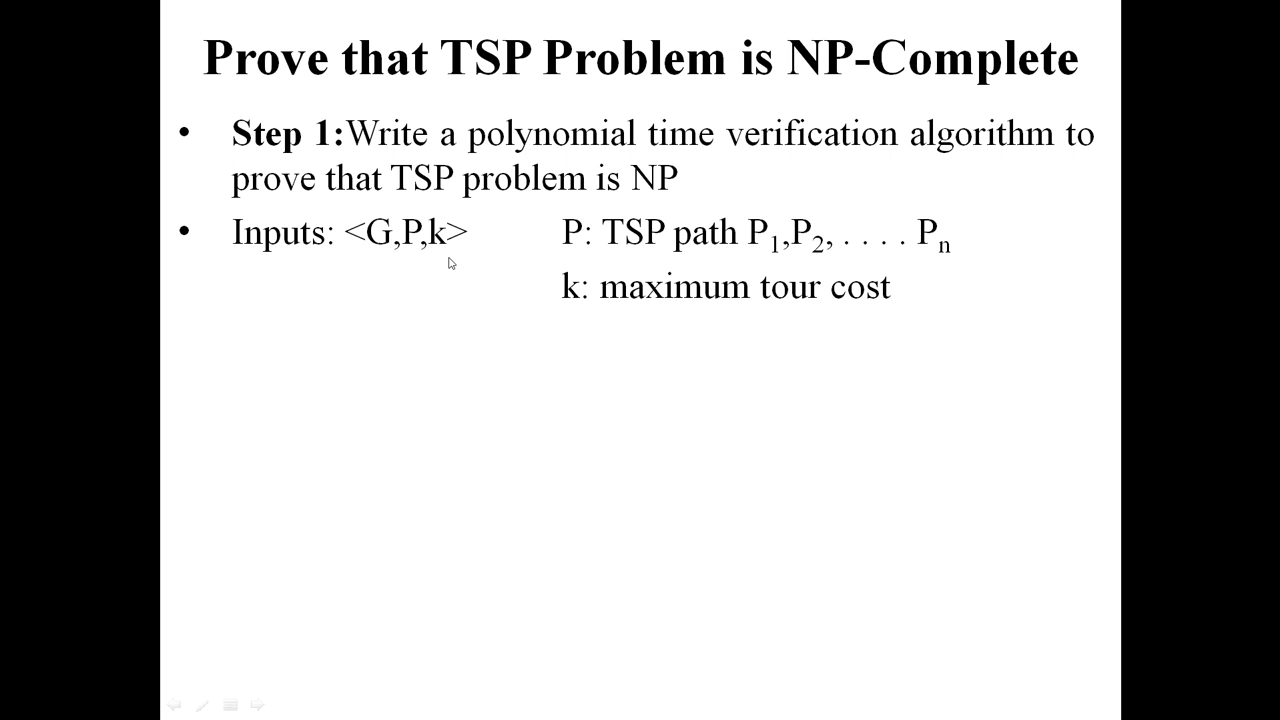 Prove that TSP Problem is NP-Complete
• Step 1:Write a polynomial time verification algorithm to
prove that TSP problem is NP
• Inputs: <G,P,k> P: TSP path P₁,P₂, . . . . Pₙ
k: maximum tour cost